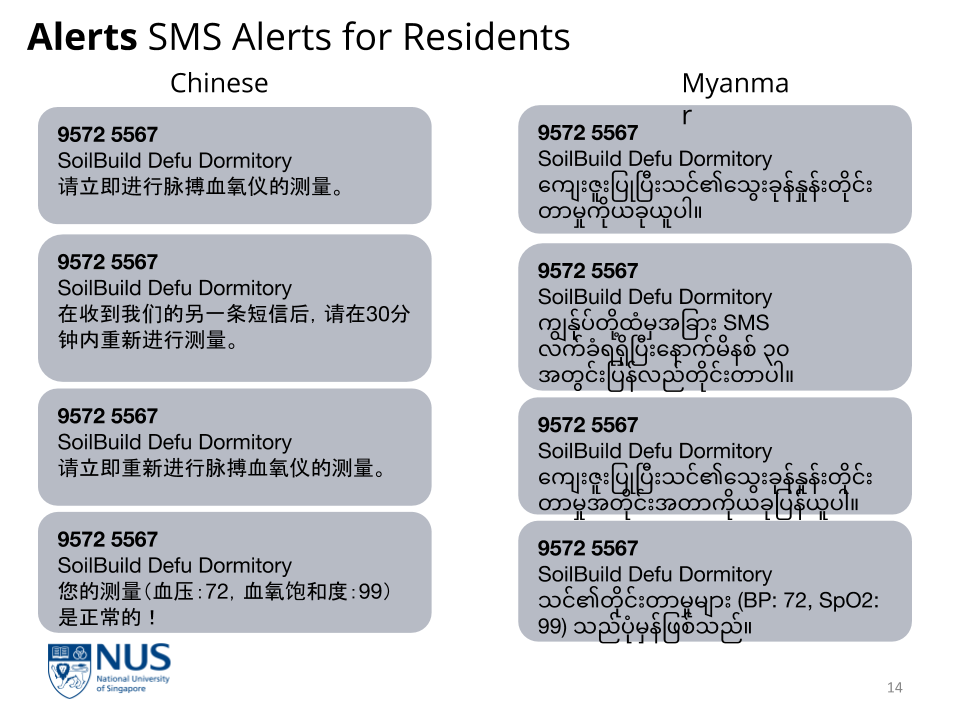 Alerts SMS Alerts for Residents
Chinese
9572 5567
SoilBuild Defu Dormitory
请立即进行脉搏血氧仪的测量。
9572 5567
SoilBuild Defu Dormitory
在收到我们的另一条短信后，请在30分
钟内重新进行测量。
9572 5567
SoilBuild Defu Dormitory
请立即重新进行脉搏血氧仪的测量。
9572 5567
SoilBuild Defu Dormitory
您的测量（血压：72，血氧饱和度：99）
是正常的！
Myanma
r
9572 5567
SoilBuild Defu Dormitory
ကျေးဇူးပြုပြီးသင်၏သွေးခုန်နှုန်းတိုင်း
တာမှုကိုယခုယူပါ။
9572 5567
SoilBuild Defu Dormitory
ကျွန်ုပ်တို့ထံမှအခြား SMS
လက်ခံရရှိပြီးနောက်မိနစ် ၃၀
အတွင်းပြန်လည်တိုင်းတာပါ။
9572 5567
SoilBuild Defu Dormitory
ကျေးဇူးပြုပြီးသင်၏သွေးခုန်နှုန်းတိုင်း
တာမှုအတိုင်းအတာကိုယခုပြန်ယူပါ။
9572 5567
SoilBuild Defu Dormitory
သင်၏တိုင်းတာမှုများ (BP: 72, SpO2:
99) သည်ပုံမှန်ဖြစ်သည်။
NUS
National University
of Singapore
14